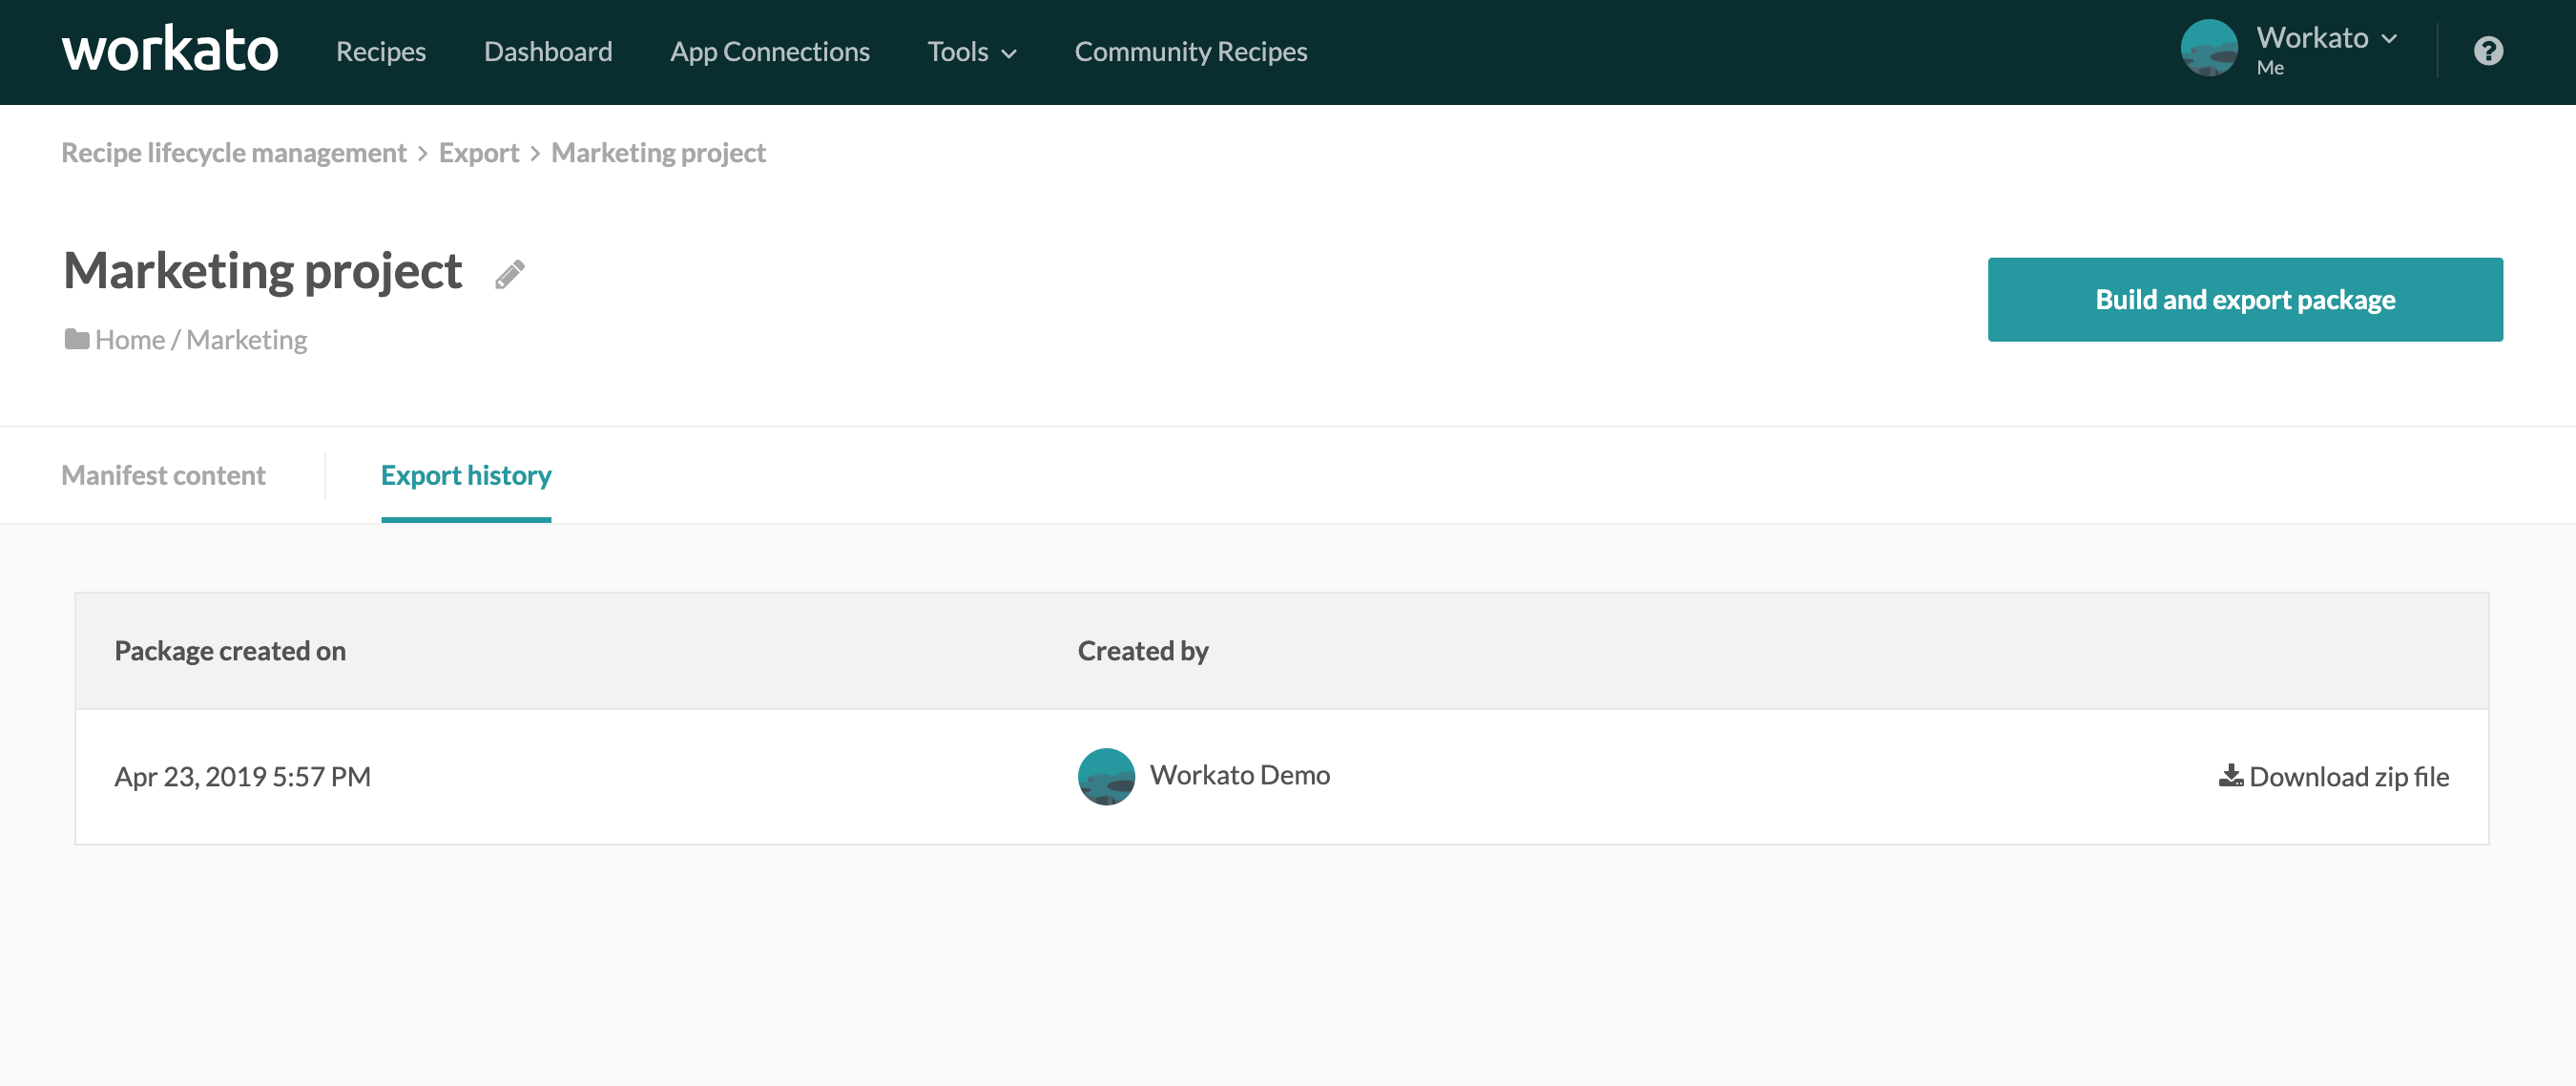 workato Recipes Dashboard App Connections Tools Community Recipes Workato
Me
Recipe lifecycle management > Export > Marketing project
Marketing project
Build and export package
Home / Marketing
Manifest content Export history
Package created on Created by
Apr 23, 2019 5:57 PM Workato Demo Download zip file